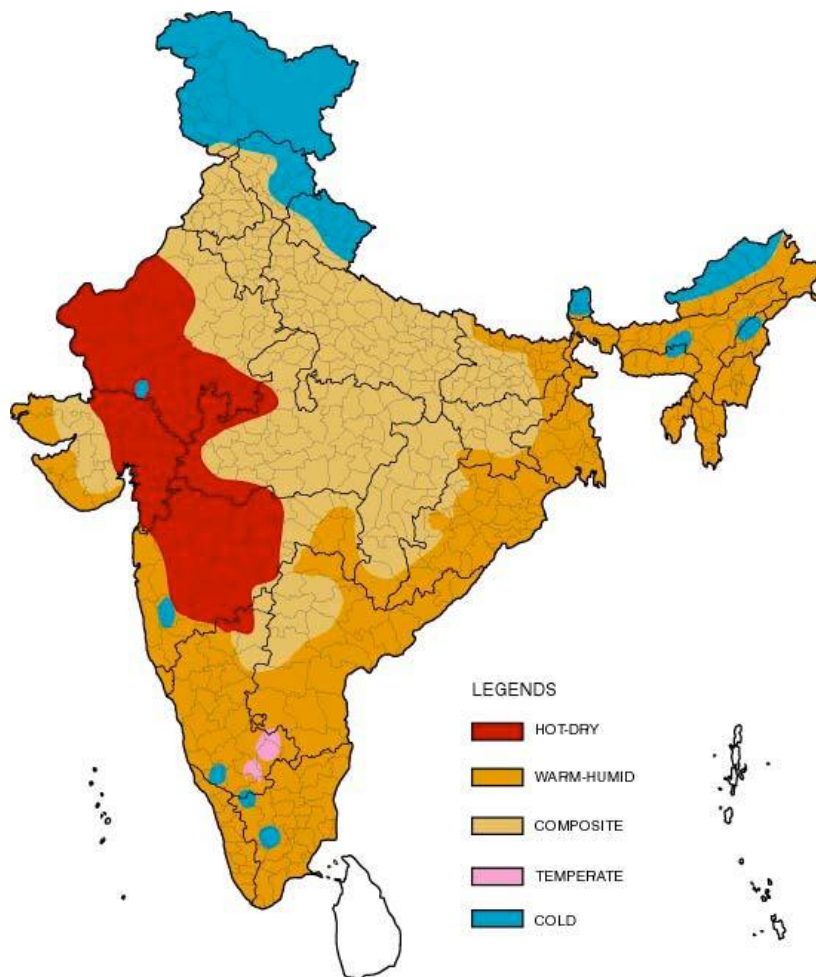 LEGENDS
HOT-DRY
WARM-HUMID
COMPOSITE
TEMPERATE
COLD